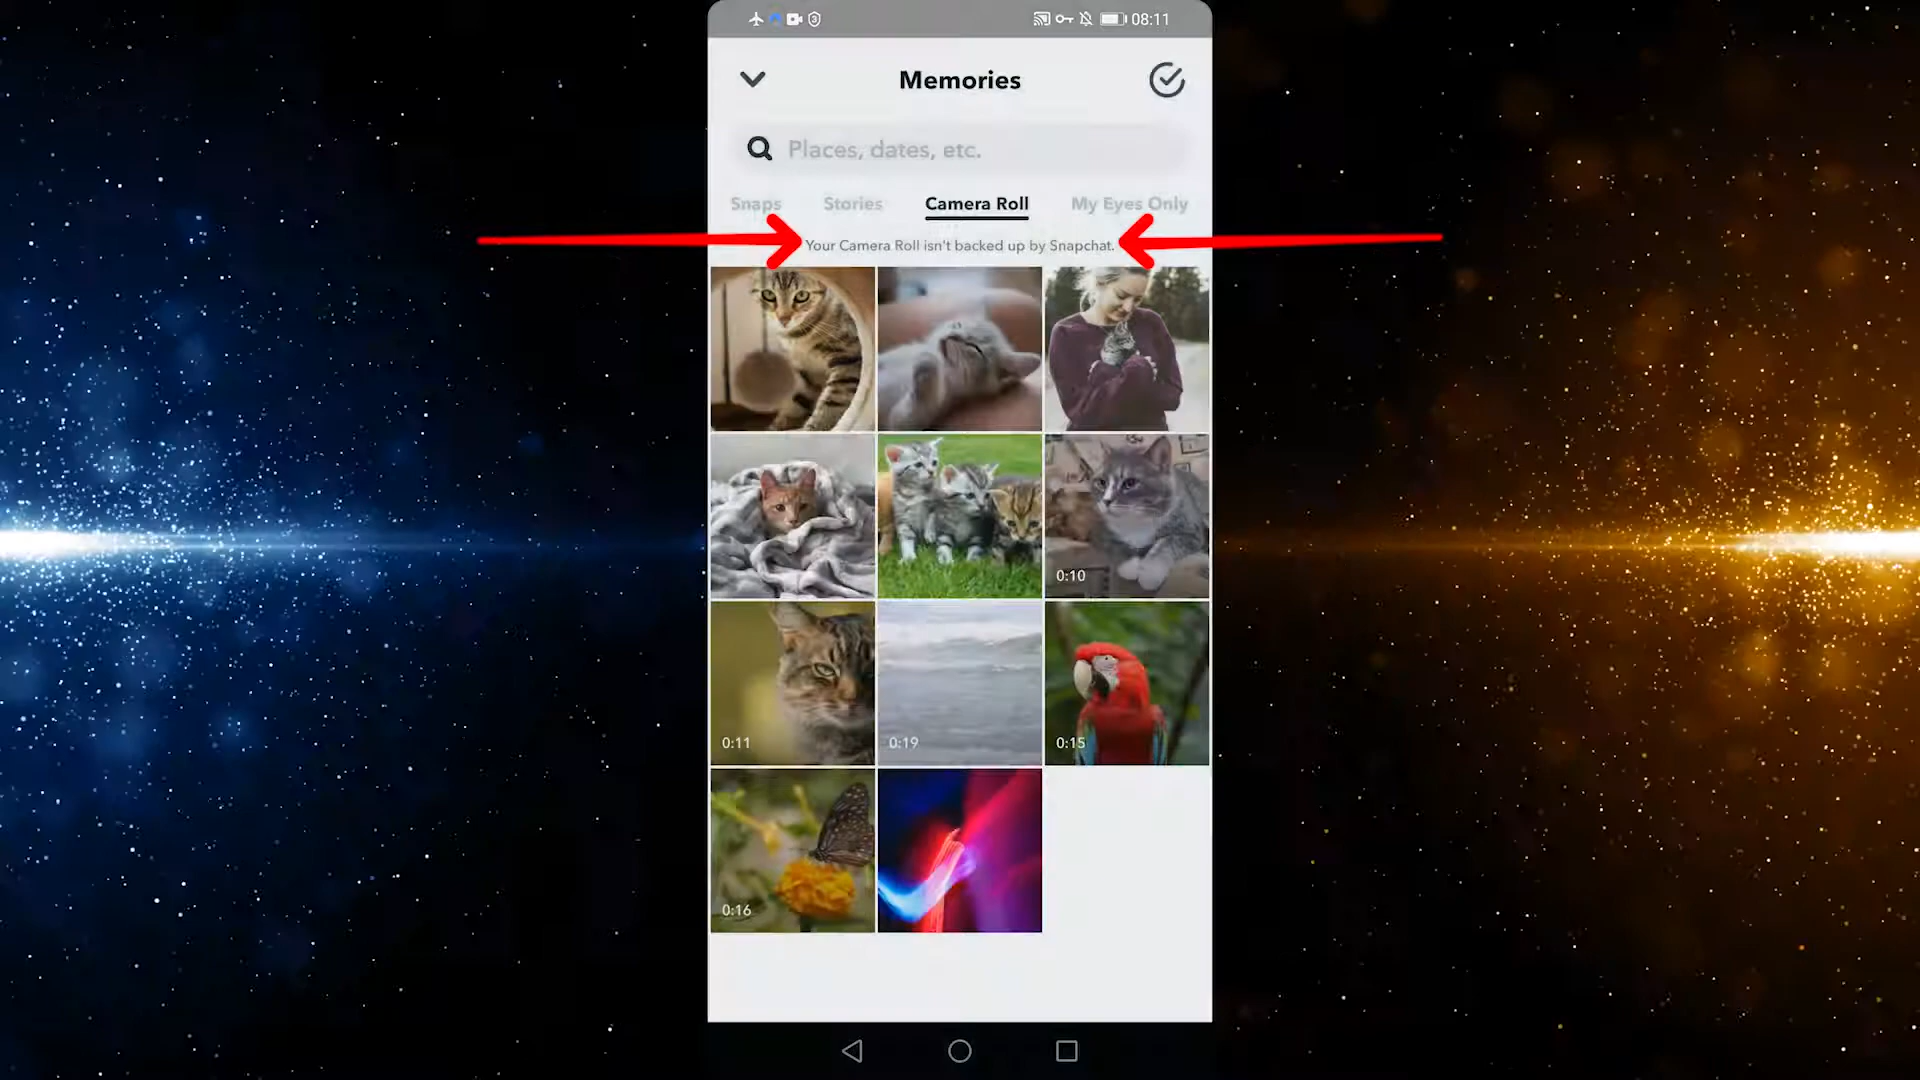 08:11
Memories
Places, dates, etc.
Snaps Stories Camera Roll My Eyes Only
Your Camera Roll isn't backed up by Snapchat.
0:10
0:11 0:19 0:15
0:16